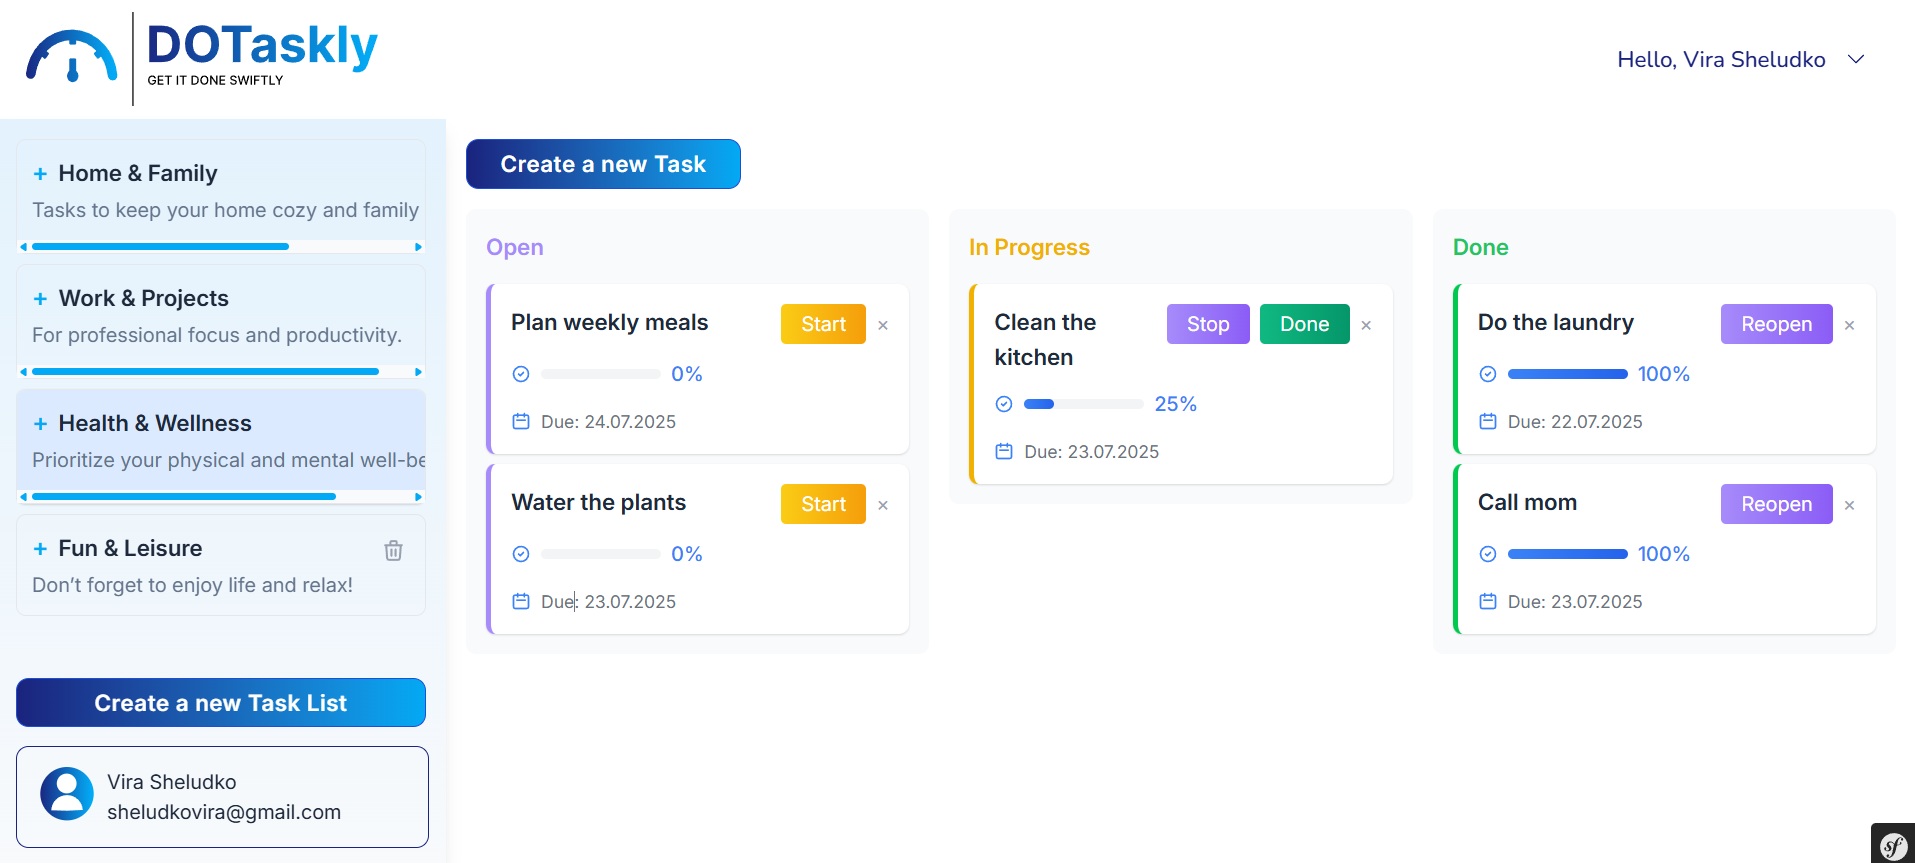 DOTaskly
GET IT DONE SWIFTLY
Hello, Vira Sheludko
+ Home & Family
Tasks to keep your home cozy and family
+ Work & Projects
For professional focus and productivity.
+ Health & Wellness
Prioritize your physical and mental well-be
+ Fun & Leisure
Don’t forget to enjoy life and relax!
Create a new Task List
Vira Sheludko
sheludkovira@gmail.com
Create a new Task
Open
Plan weekly meals
Start ×
0%
Due: 24.07.2025
Water the plants
Start ×
0%
Due: 23.07.2025
In Progress
Clean the
kitchen
Stop Done ×
25%
Due: 23.07.2025
Done
Do the laundry
Reopen ×
100%
Due: 22.07.2025
Call mom
Reopen ×
100%
Due: 23.07.2025
sf